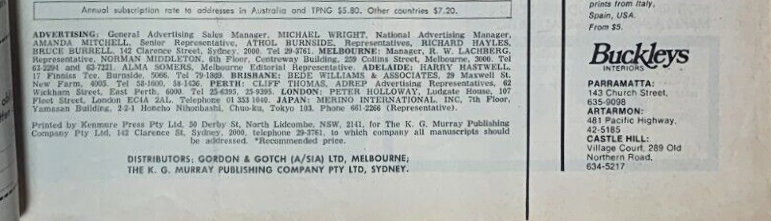 Annual subscription rate to addresses in Australia and TPNG $5.80. Other countries $7.20.
ADVERTISING: General Advertising Sales Manager, MICHAEL WRIGHT, National Advertising Manager,
AMANDA MITCHELL, Senior Representative, ATHOL BURNSIDE, Representatives, RICHARD HAYLES,
BRUCE BURRELL, 142 Clarence Street, Sydney, 2000. Tel 29-3761. MELBOURNE: Manager, R. W. E. LACHBERG,
Representative, NORMAN MIDDLETON, 6th Floor, Centreway Building, 259 Collins Street, Melbourne, 3000. Tel
63-2294 and 63-7221. ALMA SOMERS, Melbourne Editorial Representative. ADELAIDE: HARRY HASTWELL,
17 Finniss Tce, Burnside, 5066. Tel 79-1869. BRISBANE: BEDE WILLIAMS & ASSOCIATES, 29 Maxwell St,
New Farm, 4005. Tel 58-1600, 58-1436. PERTH: CLIFF THOMAS, ADREP Advertising Representatives, 62
Wickham Street, East Perth, 6000. Tel 25-6395, 25-9395. LONDON: PETER HOLLOWAY, Ludgate House, 107
Fleet Street, London EC4A 2AL. Telephone 01 353 1040. JAPAN: MERINO INTERNATIONAL, INC, 7th Floor,
Yamasan Building, 2-2-1 Honcho Nihonbashi, Chuo-ku, Tokyo 103. Phone 661-2266 (Representative).
Printed by Kenmure Press Pty Ltd, 50 Derby St, North Lidcombe, NSW, 2141, for The K. G. Murray Publishing
Company Pty Ltd, 142 Clarence St, Sydney, 2000, telephone 29-3761, to which company all manuscripts should
be addressed. *Recommended price.
DISTRIBUTORS: GORDON & GOTCH (A/SIA) LTD, MELBOURNE;
THE K. G. MURRAY PUBLISHING COMPANY PTY LTD, SYDNEY.
prints from Italy,
Spain, USA.
From $5.
Buckleys
INTERIORS
PARRAMATTA:
143 Church Street,
635-9098
ARTARMON:
481 Pacific Highway,
42-5185
CASTLE HILL:
Village Court, 289 Old
Northern Road,
634-5217